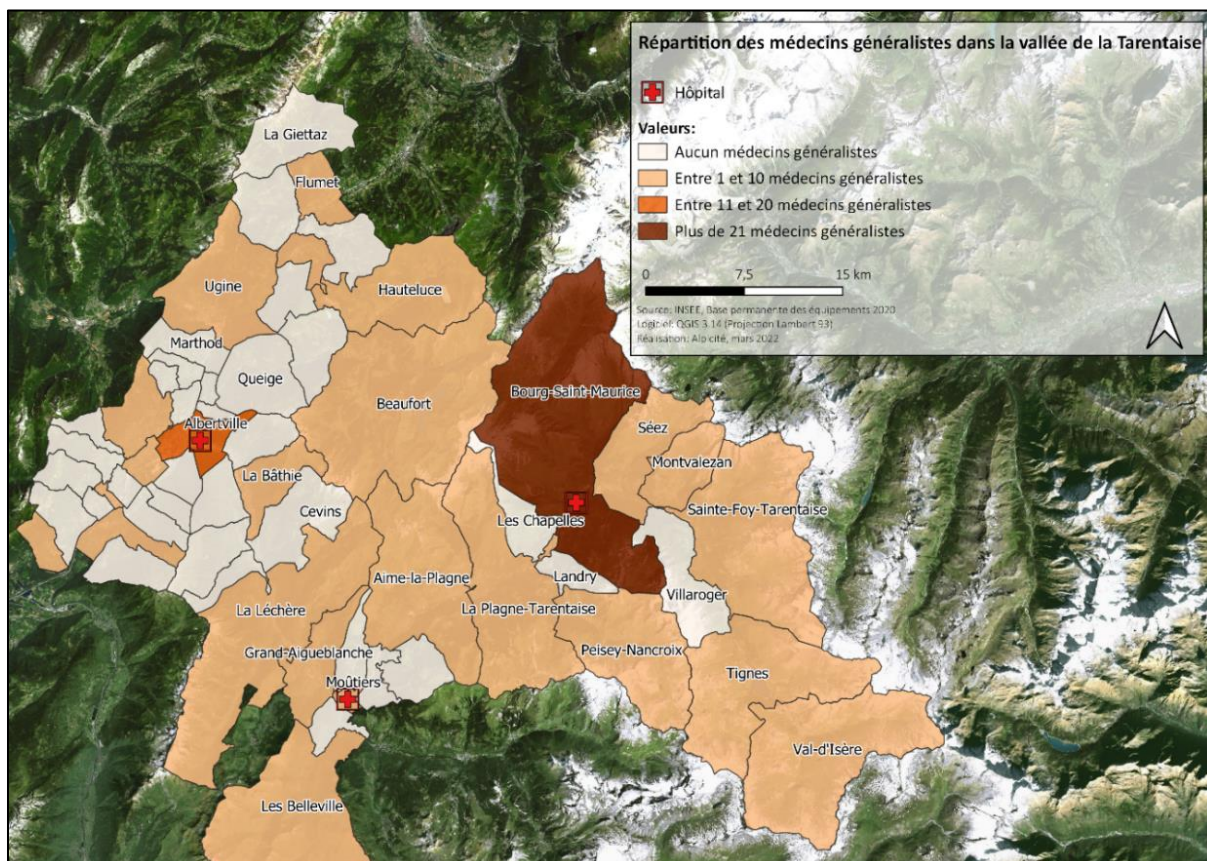 Répartition des médecins généralistes dans la vallée de la Tarentaise
Hôpital
Valeurs:
Aucun médecins généralistes
Entre 1 et 10 médecins généralistes
Entre 11 et 20 médecins généralistes
Plus de 21 médecins généralistes
0 7,5 15 km
Source: INSEE, Base permanente des équipements 2020
Logiciel: QGIS 3.14 (Projection Lambert 93)
Réalisation: Alpicité, mars 2022
La Giettaz
Flumet
Ugine
Hauteluce
Marthod
Queige
Beaufort
Bourg-Saint-Maurice
Albertville
Séez
Montvalezan
La Bâthie
Cevins
Sainte-Foy-Tarentaise
Les Chapelles
Aime-la-Plagne
Landry
Villaroger
La Léchère
La Plagne-Tarentaise
Grand-Aigueblanche
Peisey-Nancroix
Moûtiers
Tignes
Val-d'Isère
Les Belleville